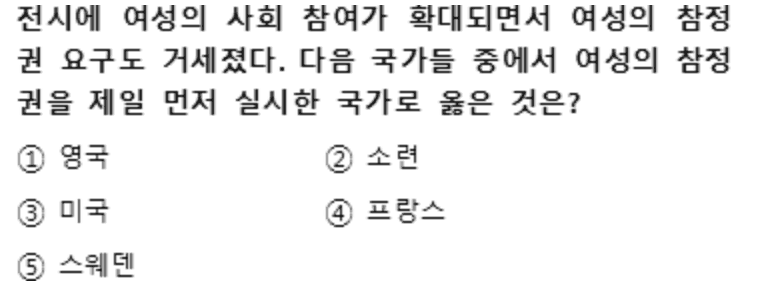 전시에 여성의 사회 참여가 확대되면서 여성의 참정
권 요구도 거세졌다. 다음 국가들 중에서 여성의 참정
권을 제일 먼저 실시한 국가로 옳은 것은?
① 영국 ② 소련
③ 미국 ④ 프랑스
⑤ 스웨덴